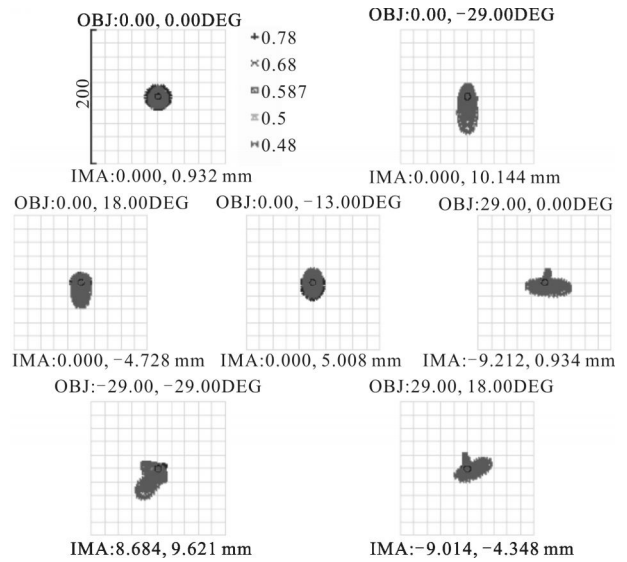 OBJ:0.00, 0.00DEG
OBJ:0.00, −29.00DEG
200
0.78
0.68
0.587
0.5
0.48
IMA:0.000, 0.932 mm
IMA:0.000, 10.144 mm
OBJ:0.00, 18.00DEG
OBJ:0.00, −13.00DEG
OBJ:29.00, 0.00DEG
IMA:0.000, −4.728 mm
IMA:0.000, 5.008 mm
IMA:−9.212, 0.934 mm
OBJ:−29.00, −29.00DEG
OBJ:29.00, 18.00DEG
IMA:8.684, 9.621 mm
IMA:−9.014, −4.348 mm